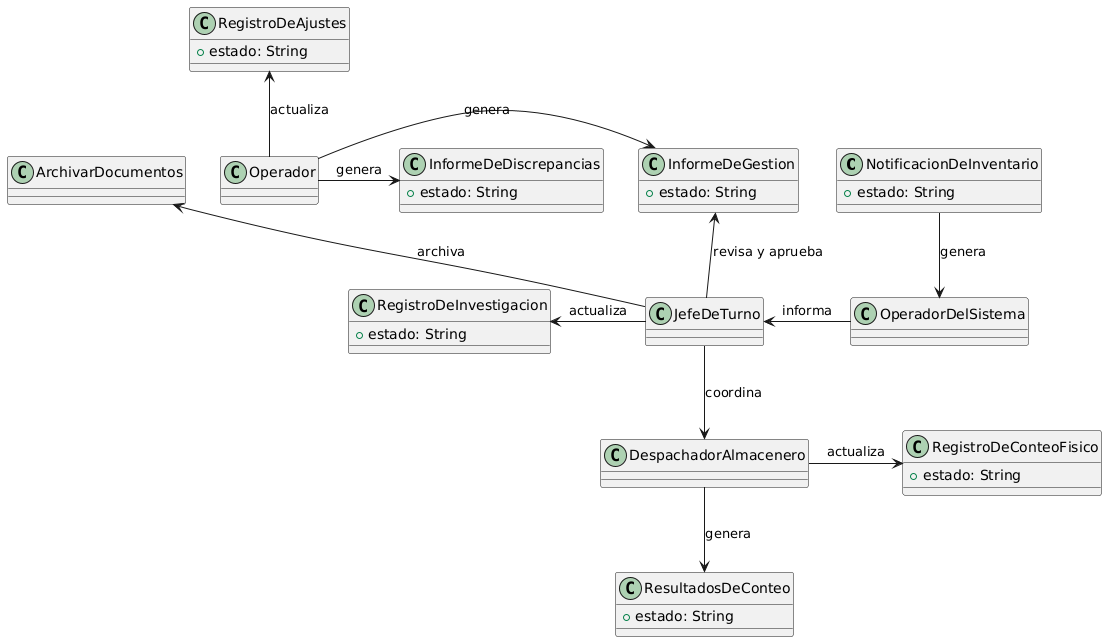 C RegistroDeAjustes
estado: String
actualiza
genera
C ArchivarDocumentos
C Operador
genera
C InformeDeDiscrepancias
estado: String
C InformeDeGestion
estado: String
C NotificacionDeInventario
estado: String
archiva
revisa y aprueba
genera
C RegistroDeInvestigacion
estado: String
actualiza
C JefeDeTurno
informa
C OperadorDelSistema
coordina
C DespachadorAlmacenero
actualiza
C RegistroDeConteoFisico
estado: String
genera
C ResultadosDeConteo
estado: String